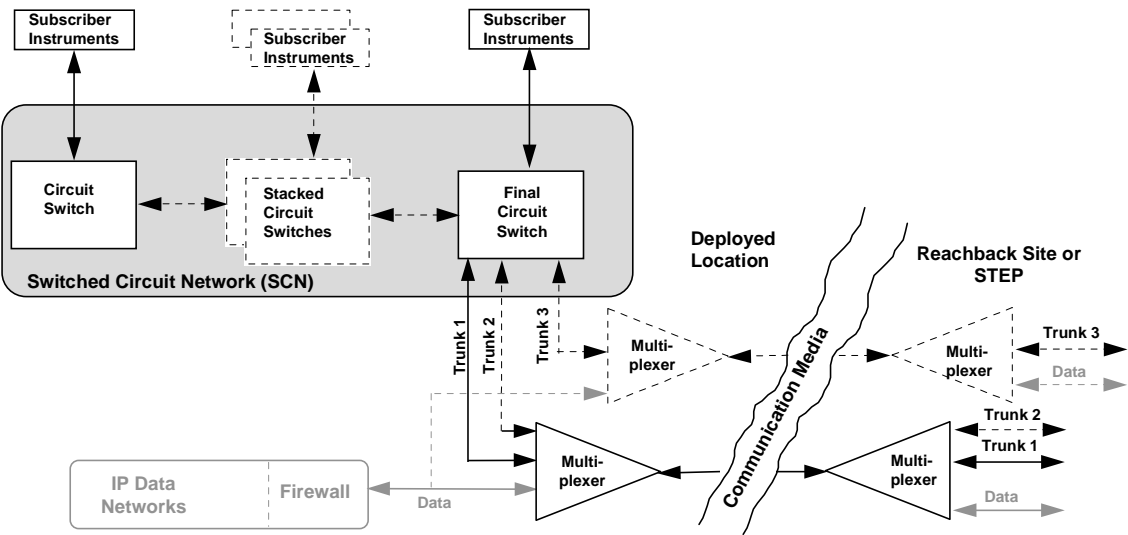 Subscriber
Instruments
Subscriber
Instruments
Subscriber
Instruments
Circuit
Switch
Stacked
Circuit
Switches
Final
Circuit
Switch
Switched Circuit Network (SCN)
Deployed
Location
Reachback Site or
STEP
Trunk 1
Trunk 2
Trunk 3
Multi-
plexer
Communication Media
Multi-
plexer
Trunk 3
Data
Trunk 2
Trunk 1
IP Data
Networks
Firewall
Data
Multi-
plexer
Multi-
plexer
Data